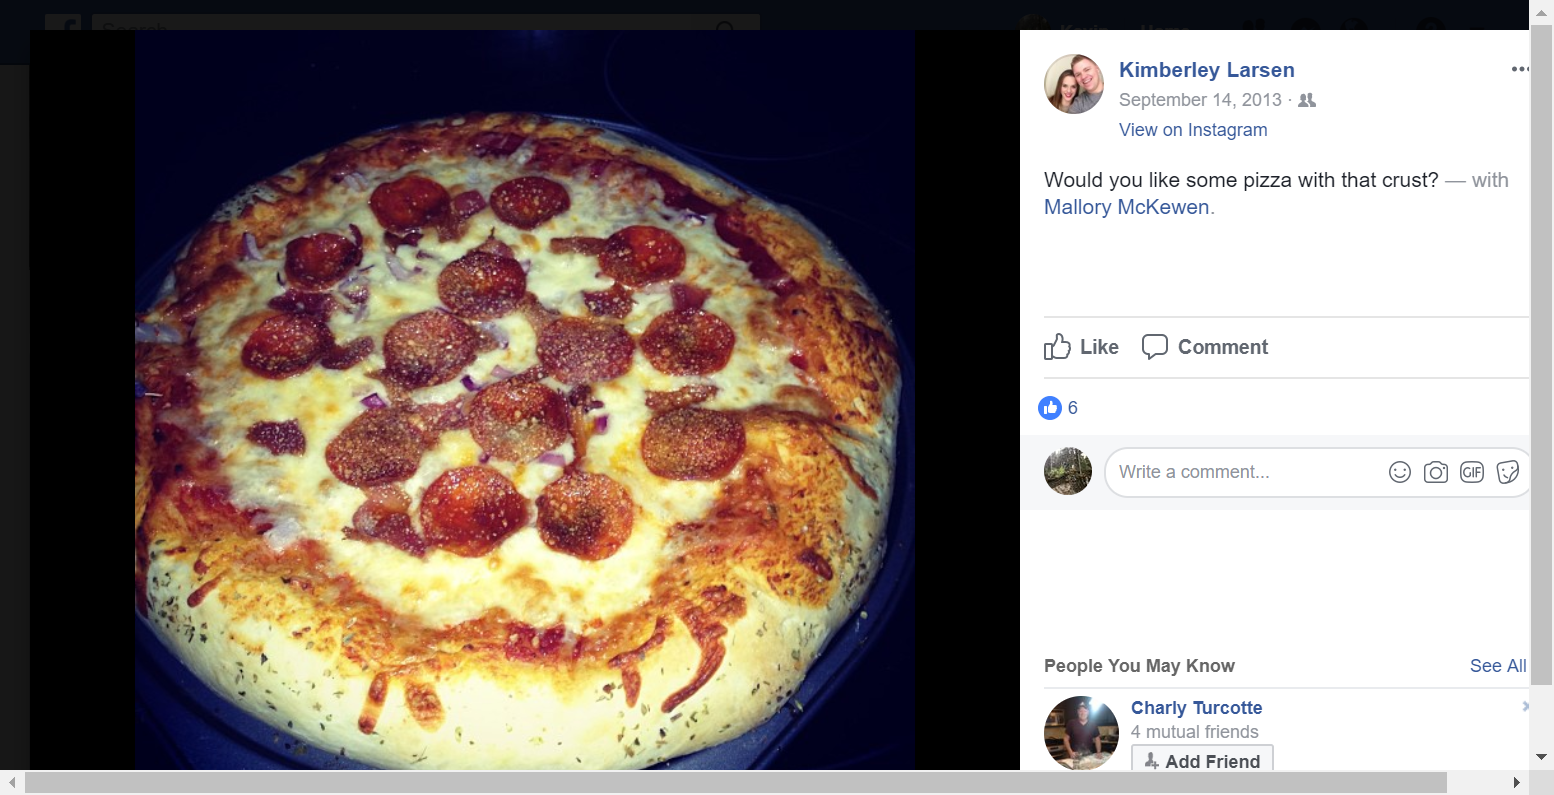 Search
Kimberley Larsen
September 14, 2013 ·
View on Instagram
Would you like some pizza with that crust? — with
Mallory McKewen.
Like Comment
6
Write a comment...
GIF
People You May Know
See All
Charly Turcotte
4 mutual friends
Add Friend